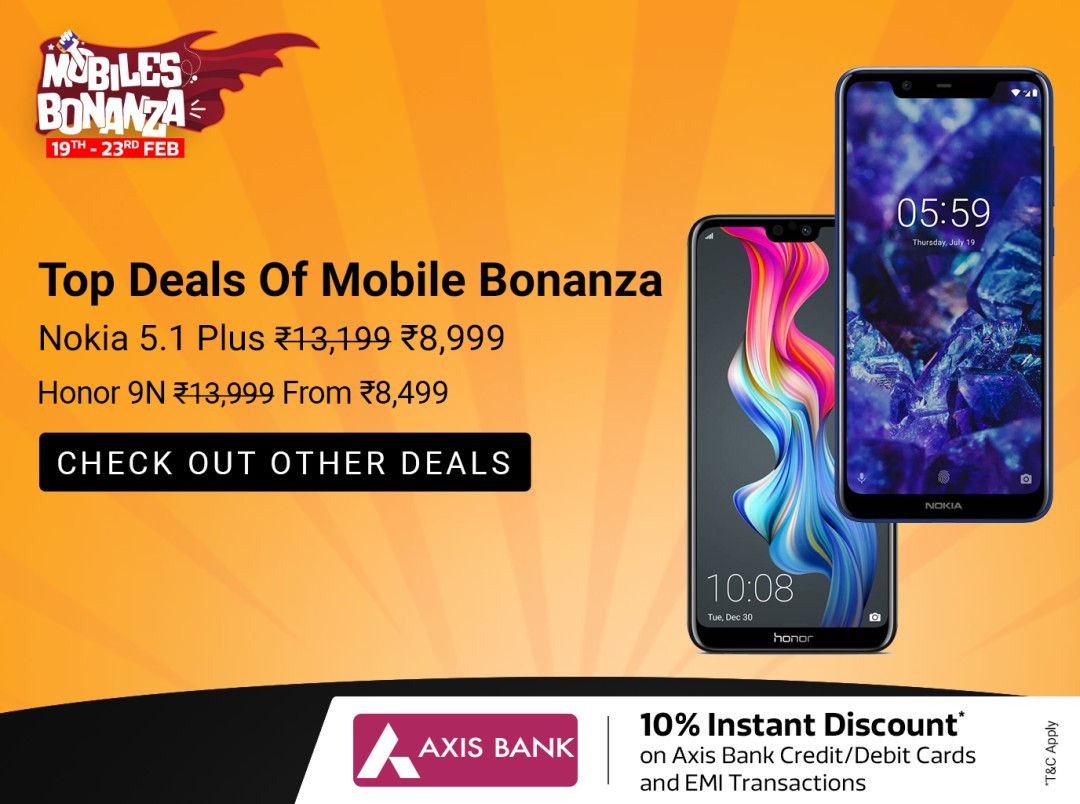 MOBILES
BONANZA
19TH - 23RD FEB
Top Deals Of Mobile Bonanza
Nokia 5.1 Plus ₹13,199 ₹8,999
Honor 9N ₹13,999 From ₹8,499
CHECK OUT OTHER DEALS
05:59
Thursday, July 19
NOKIA
10:08
Tue, Dec 30
honor
AXIS BANK
10% Instant Discount*
on Axis Bank Credit/Debit Cards
and EMI Transactions
*T&C Apply